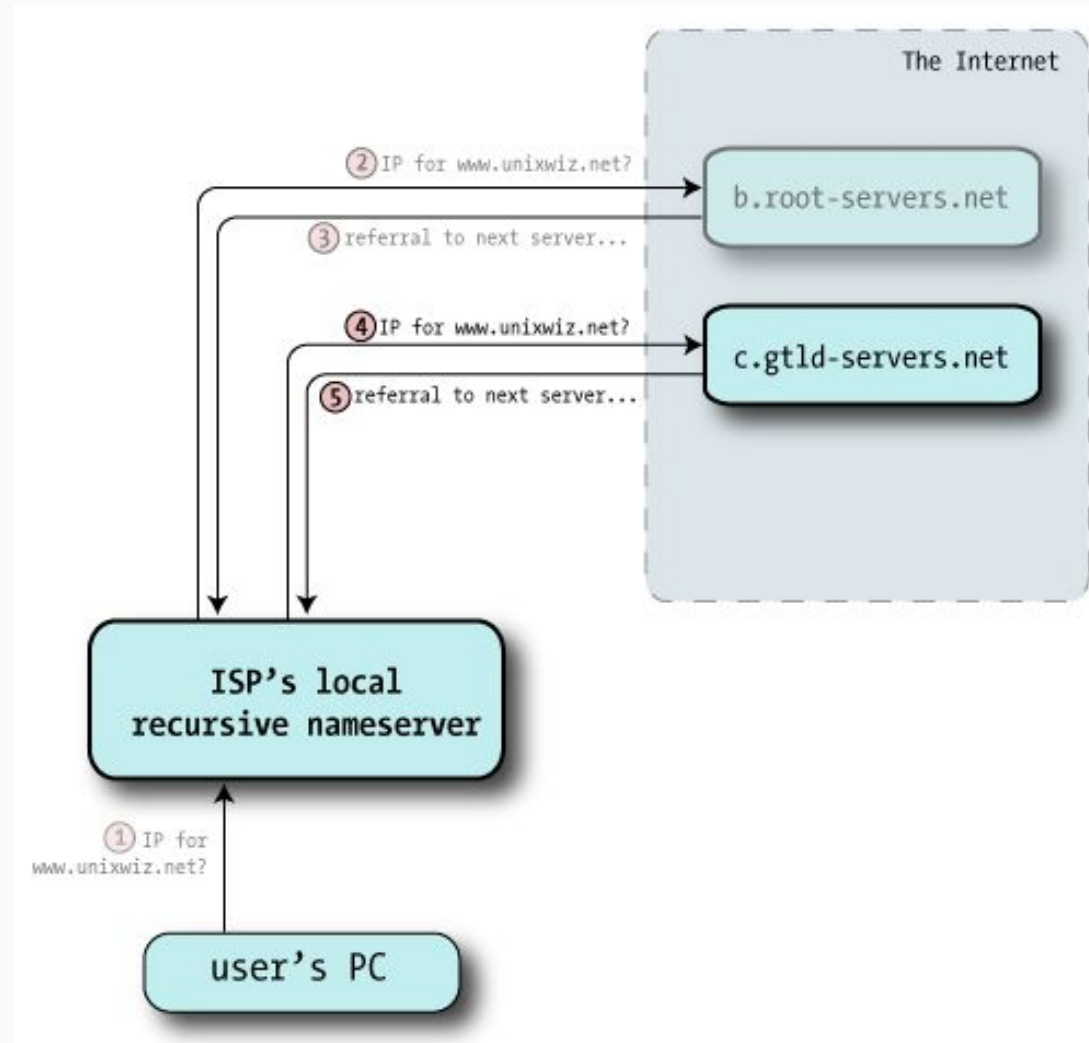 The Internet
2 IP for www.unixwiz.net?
b.root-servers.net
3 referral to next server...
4 IP for www.unixwiz.net?
c.gtld-servers.net
5 referral to next server...
ISP's local
recursive nameserver
1 IP for
www.unixwiz.net?
user's PC